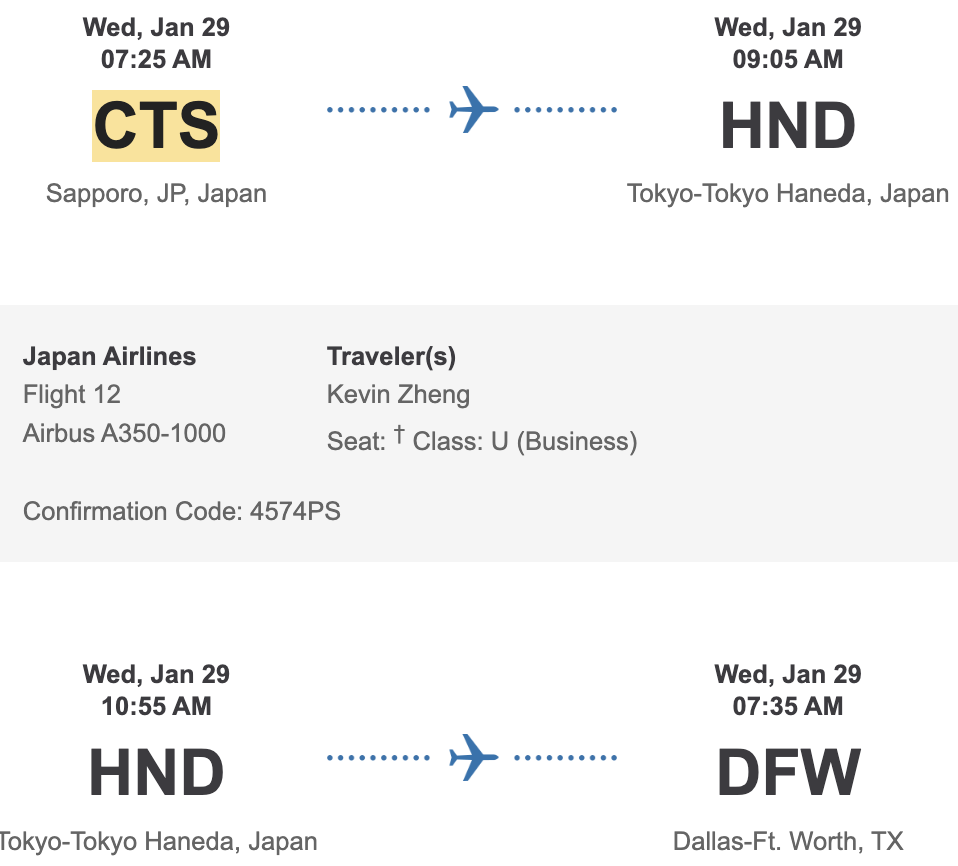 Wed, Jan 29 Wed, Jan 29
07:25 AM 09:05 AM
CTS HND
Sapporo, JP, Japan Tokyo-Tokyo Haneda, Japan
Japan Airlines Traveler(s)
Flight 12 Kevin Zheng
Airbus A350-1000 Seat: † Class: U (Business)
Confirmation Code: 4574PS
Wed, Jan 29 Wed, Jan 29
10:55 AM 07:35 AM
HND DFW
Tokyo-Tokyo Haneda, Japan Dallas-Ft. Worth, TX